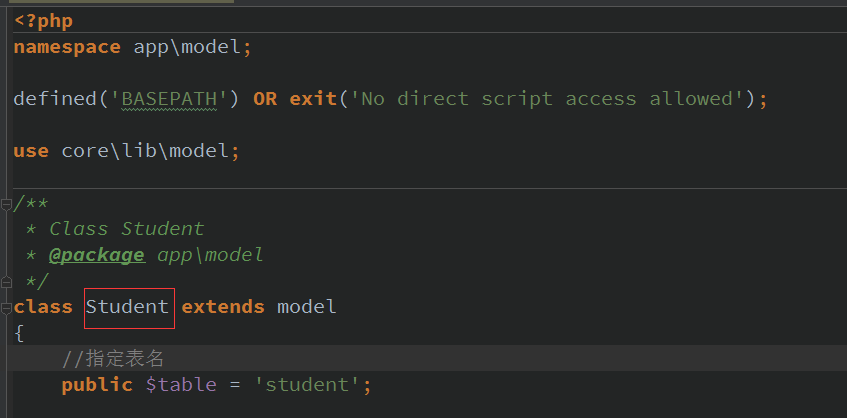 <?php
namespace app\model;
defined('BASEPATH') OR exit('No direct script access allowed');
use core\lib\model;
/**
 * Class Student
 * @package app\model
 */
class Student extends model
{
    //指定表名
    public $table = 'student';